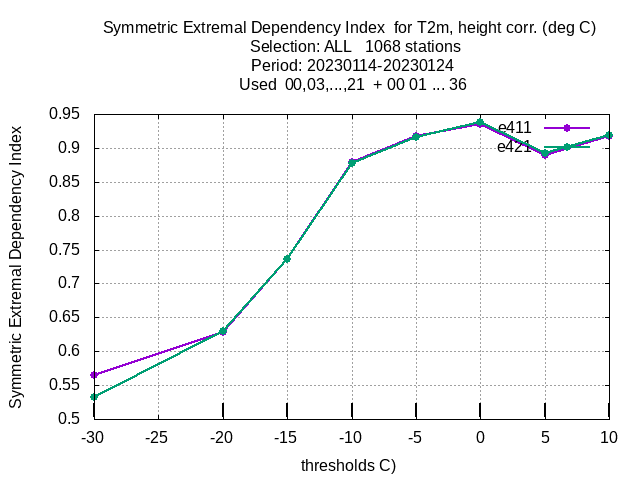 Symmetric Extremal Dependency Index  for T2m, height corr. (deg C)
Selection: ALL   1068 stations
Period: 20230114-20230124
Used  00,03,...,21  + 00 01 ... 36
0.95
0.9
0.85
0.8
0.75
0.7
0.65
0.6
0.55
0.5
Symmetric Extremal Dependency Index
e411
e421
-30 -25 -20 -15 -10 -5 0 5 10
thresholds C)